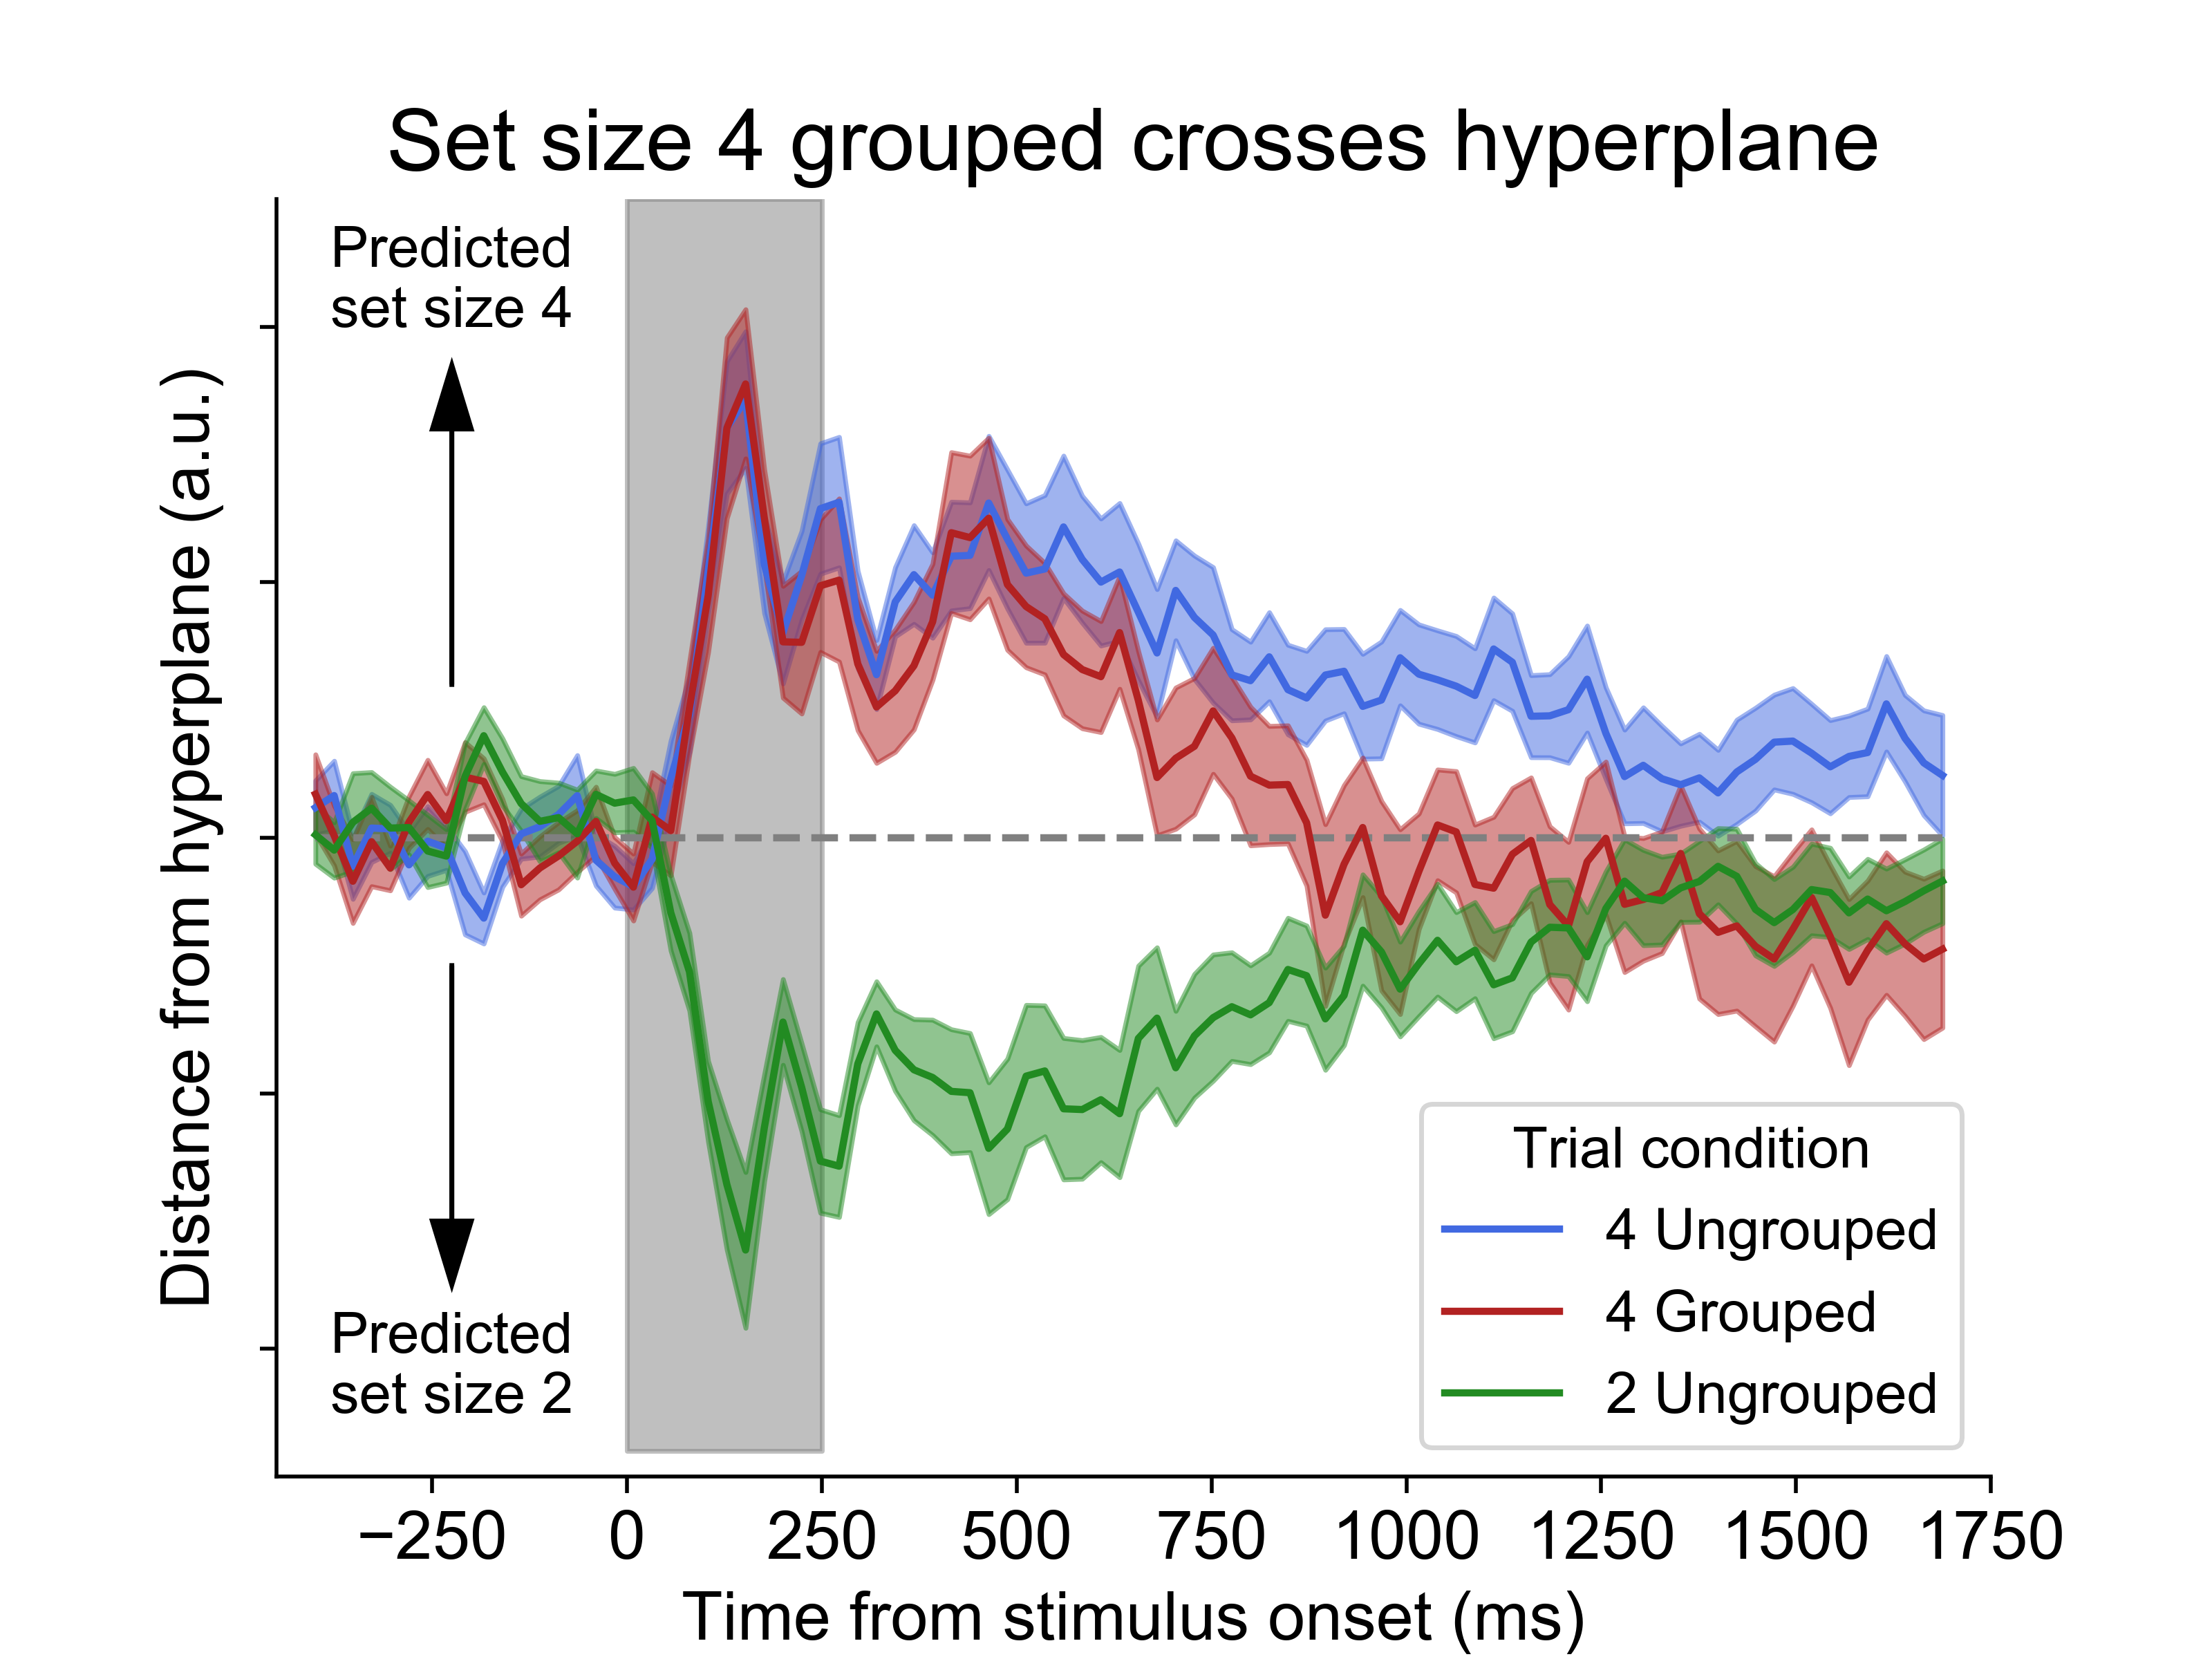 Set size 4 grouped crosses hyperplane
Predicted
set size 4
Distance from hyperplane (a.u.)
Predicted
set size 2
Trial condition
4 Ungrouped
4 Grouped
2 Ungrouped
−250 0 250 500 750 1000 1250 1500 1750
Time from stimulus onset (ms)